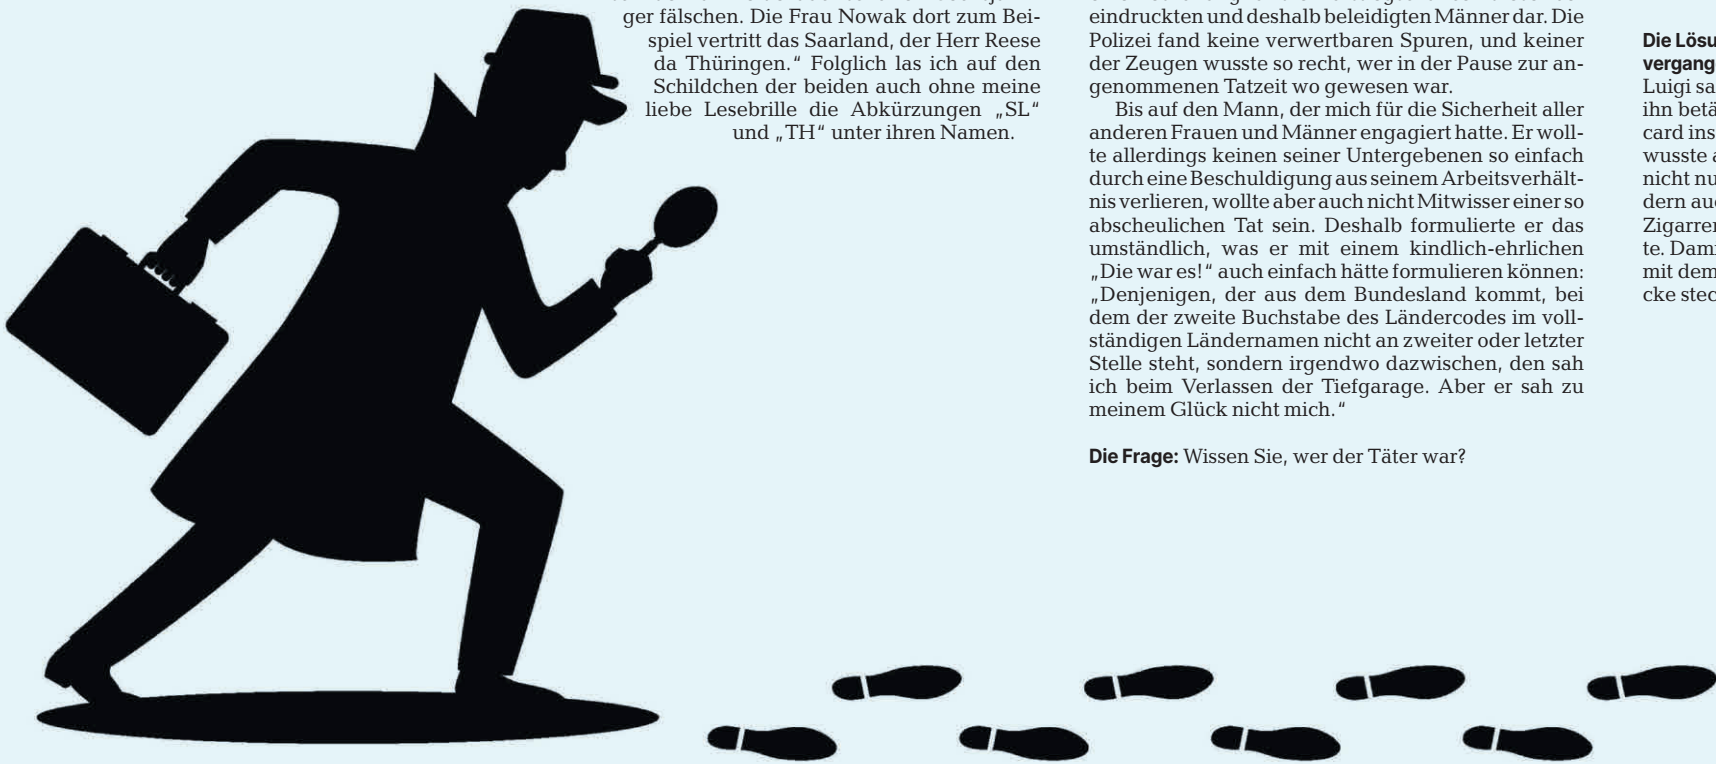 ger fälschen. Die Frau Nowak dort zum Bei-
spiel vertritt das Saarland, der Herr Reese
da Thüringen.“ Folglich las ich auf den
Schildchen der beiden auch ohne meine
liebe Lesebrille die Abkürzungen „SL“
und „TH“ unter ihren Namen.
eindruckten und deshalb beleidigten Männer dar. Die
Polizei fand keine verwertbaren Spuren, und keiner
der Zeugen wusste so recht, wer in der Pause zur an-
genommenen Tatzeit wo gewesen war.
Bis auf den Mann, der mich für die Sicherheit aller
anderen Frauen und Männer engagiert hatte. Er woll-
te allerdings keinen seiner Untergebenen so einfach
durch eine Beschuldigung aus seinem Arbeitsverhält-
nis verlieren, wollte aber auch nicht Mitwisser einer so
abscheulichen Tat sein. Deshalb formulierte er das
umständlich, was er mit einem kindlich-ehrlichen
„Die war es!“ auch einfach hätte formulieren können:
„Denjenigen, der aus dem Bundesland kommt, bei
dem der zweite Buchstabe des Ländercodes im voll-
ständigen Ländernamen nicht an zweiter oder letzter
Stelle steht, sondern irgendwo dazwischen, den sah
ich beim Verlassen der Tiefgarage. Aber er sah zu
meinem Glück nicht mich.“
Die Frage: Wissen Sie, wer der Täter war?
Die Lösu
vergang
Luigi sa
ihn betä
card ins
wusste a
nicht nu
dern auc
Zigarren
te. Dami
mit dem
cke stec